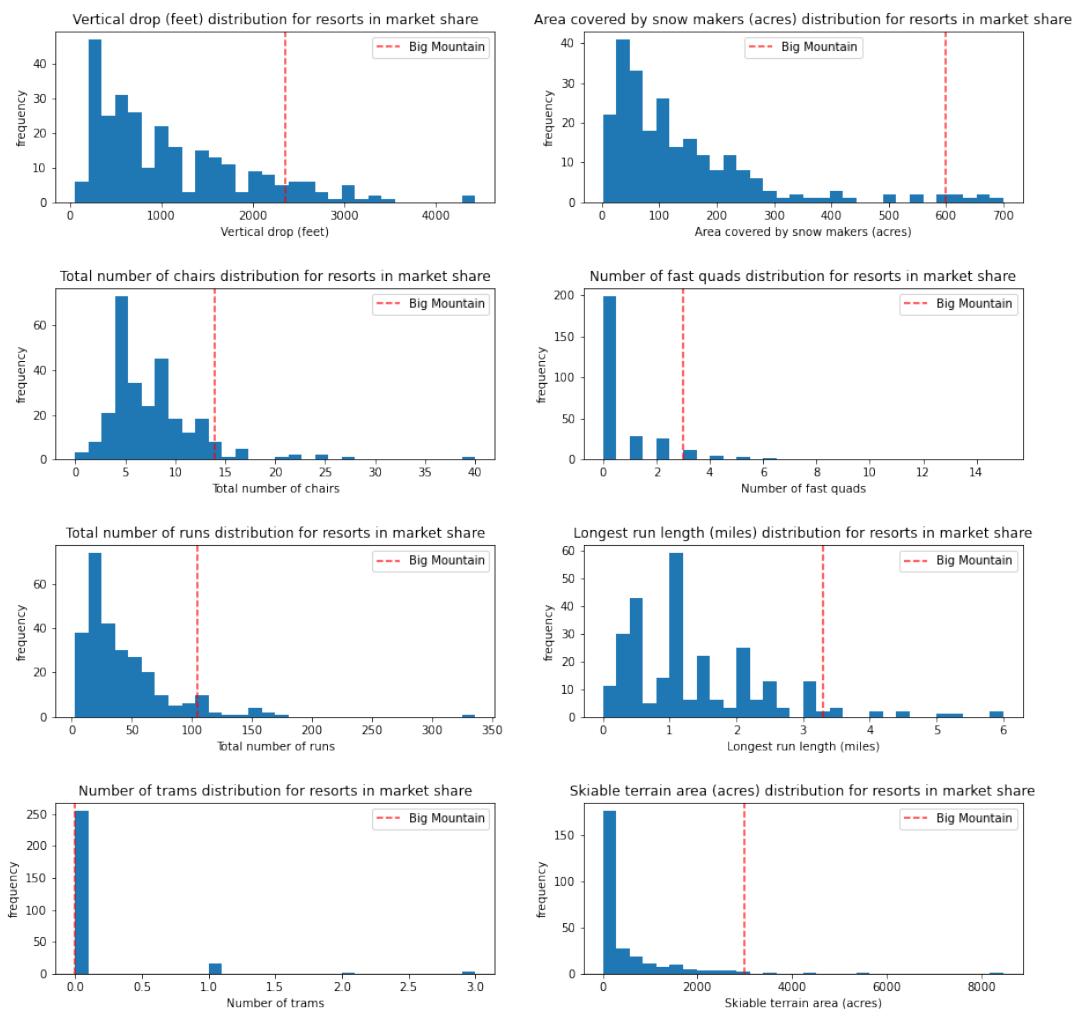 Vertical drop (feet) distribution for resorts in market share
Big Mountain
frequency
40
30
20
10
0
0 1000 2000 3000 4000
Vertical drop (feet)
Area covered by snow makers (acres) distribution for resorts in market share
Big Mountain
frequency
40
30
20
10
0
0 100 200 300 400 500 600 700
Area covered by snow makers (acres)
Total number of chairs distribution for resorts in market share
Big Mountain
frequency
60
40
20
0
0 5 10 15 20 25 30 35 40
Total number of chairs
Number of fast quads distribution for resorts in market share
Big Mountain
frequency
200
150
100
50
0
0 2 4 6 8 10 12 14
Number of fast quads
Total number of runs distribution for resorts in market share
Big Mountain
frequency
60
40
20
0
0 50 100 150 200 250 300 350
Total number of runs
Longest run length (miles) distribution for resorts in market share
Big Mountain
frequency
60
50
40
30
20
10
0
0 1 2 3 4 5 6
Longest run length (miles)
Number of trams distribution for resorts in market share
Big Mountain
frequency
250
200
150
100
50
0
0.0 0.5 1.0 1.5 2.0 2.5 3.0
Number of trams
Skiable terrain area (acres) distribution for resorts in market share
Big Mountain
frequency
150
100
50
0
0 2000 4000 6000 8000
Skiable terrain area (acres)